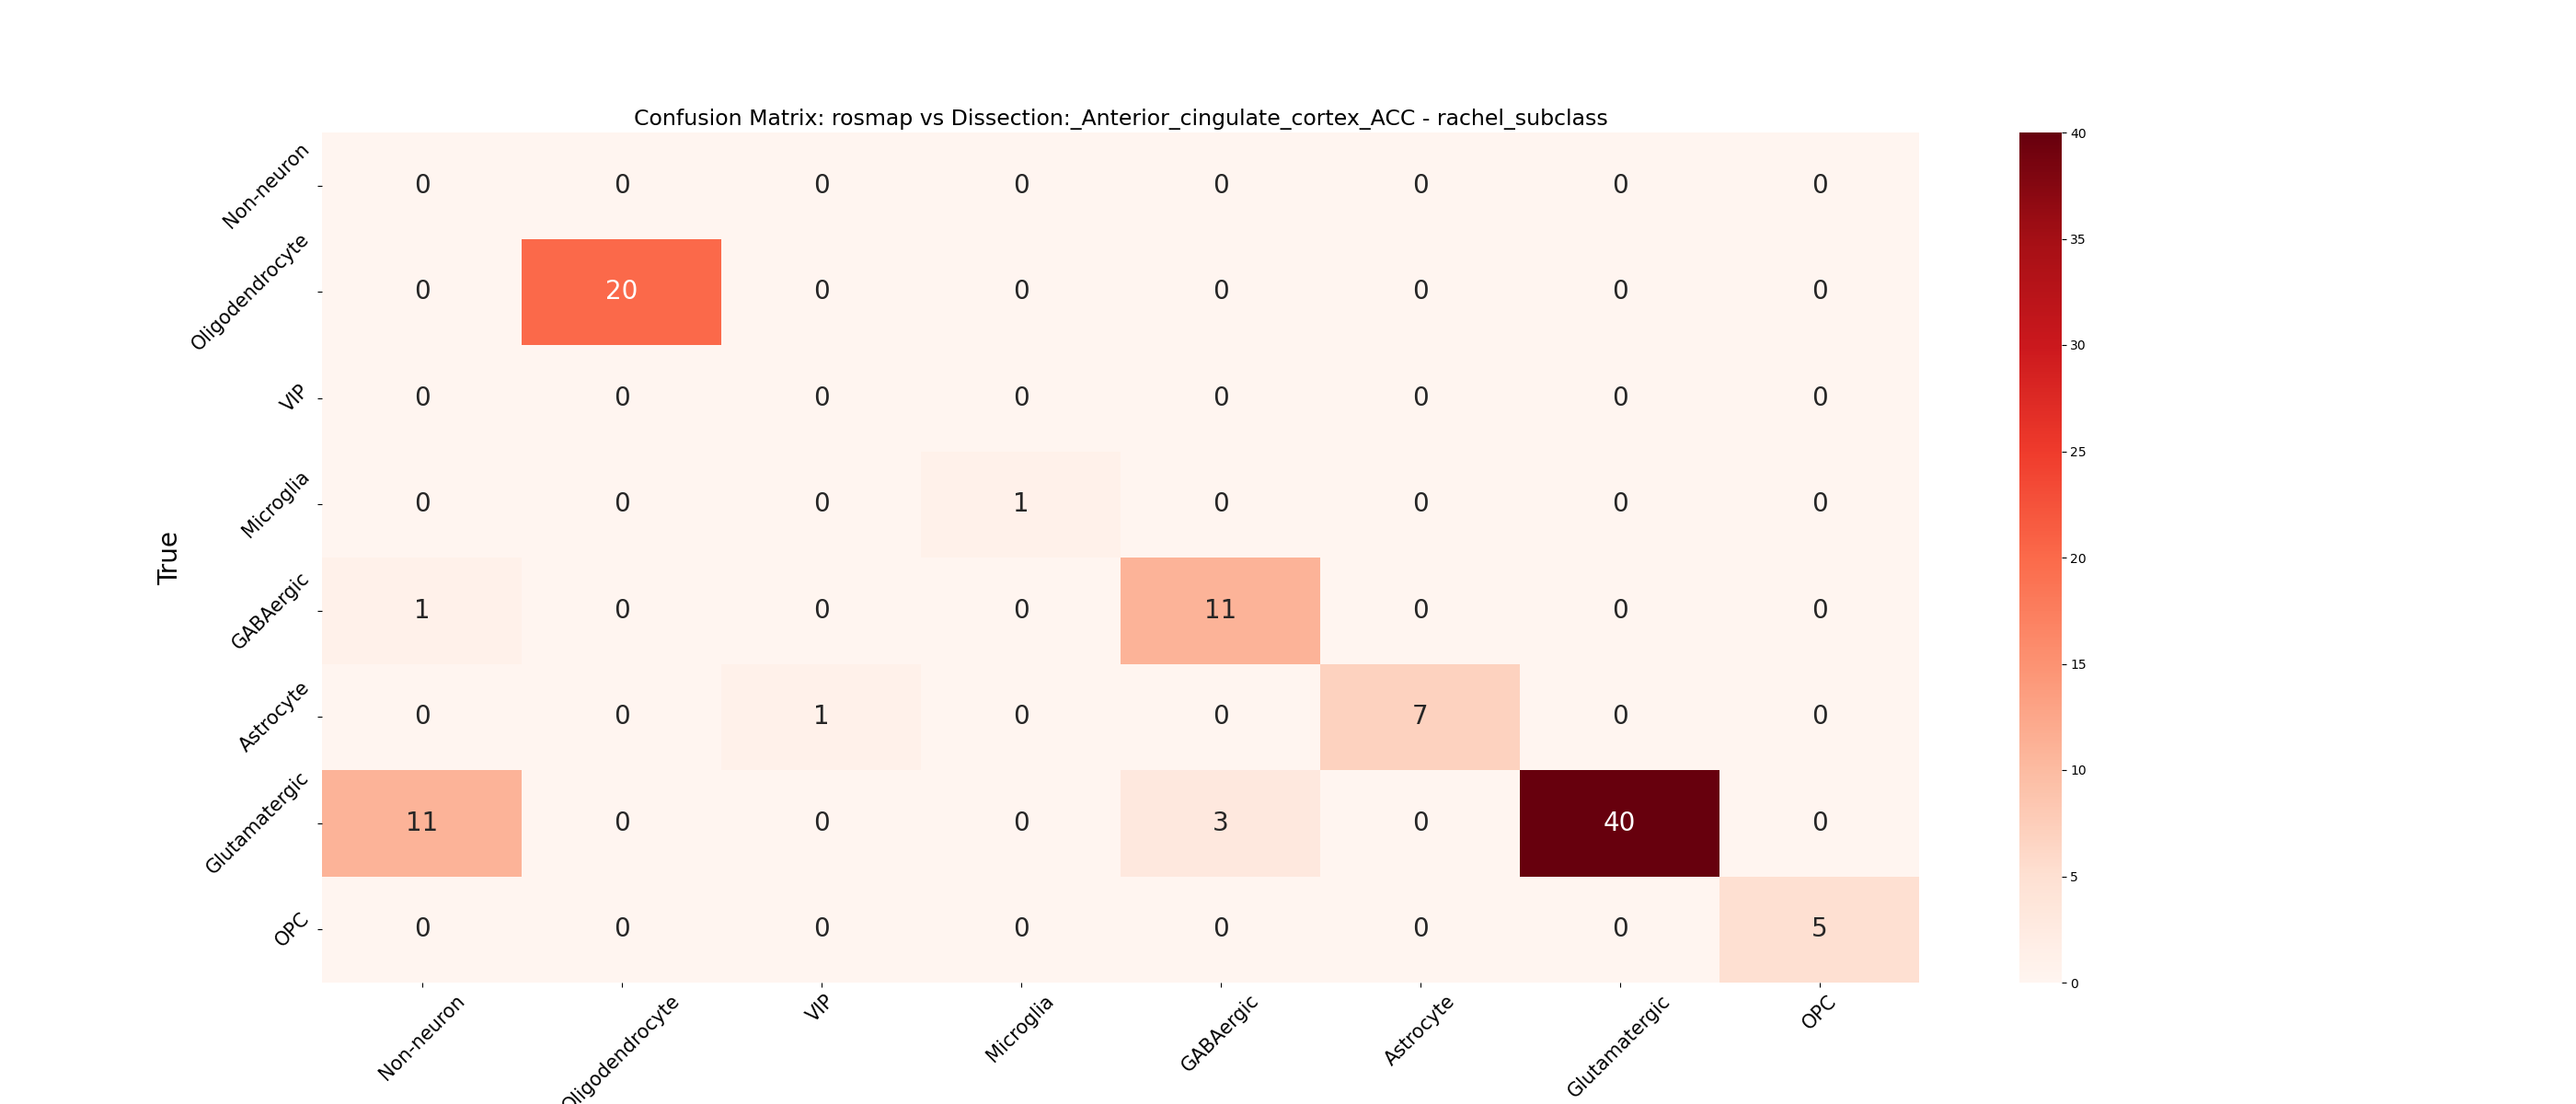 Confusion Matrix: rosmap vs Dissection:_Anterior_cingulate_cortex_ACC - rachel_subclass
True
Non-neuron 0 0 0 0 0 0 0 0
Oligodendrocyte 0 20 0 0 0 0 0 0
VIP 0 0 0 0 0 0 0 0
Microglia 0 0 0 1 0 0 0 0
GABAergic 1 0 0 0 11 0 0 0
Astrocyte 0 0 1 0 0 7 0 0
Glutamatergic 11 0 0 0 3 0 40 0
OPC 0 0 0 0 0 0 0 5
Non-neuron Oligodendrocyte VIP Microglia GABAergic Astrocyte Glutamatergic OPC
40
35
30
25
20
15
10
5
0